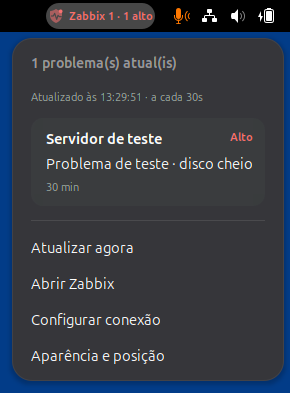 Zabbix 1 · 1 alto
1 problema(s) atual(is)
Atualizado às 13:29:51 · a cada 30s
Servidor de teste
Alto
Problema de teste · disco cheio
30 min
Atualizar agora
Abrir Zabbix
Configurar conexão
Aparência e posição